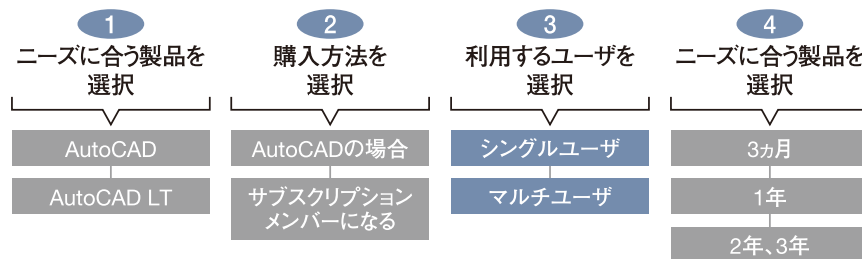 1
ニーズに合う製品を
選択
AutoCAD
AutoCAD LT
2
購入方法を
選択
AutoCADの場合
サブスクリプション
メンバーになる
3
利用するユーザを
選択
シングルユーザ
マルチユーザ
4
ニーズに合う製品を
選択
3ヵ月
1年
2年、3年